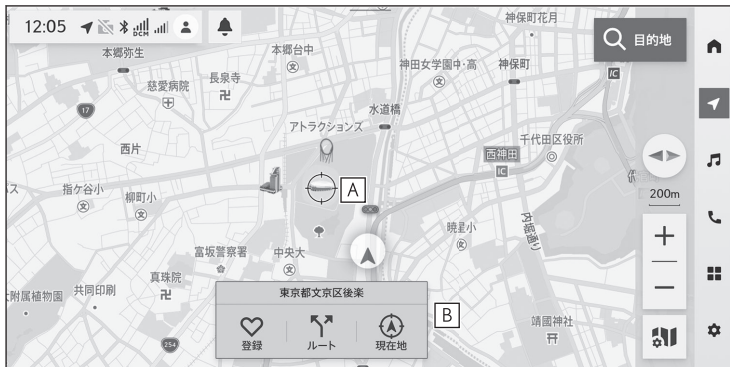 12:05
DCM
神保町花月
目的地
本郷弥生
本郷台中
慈愛病院
長泉寺
神田女学園中・高
神保町
IC
17
水道橋
アトラクションズ
千代田区役所
西片
西神田
IC
A
指ケ谷小
柳町小
200m
暁星小
内堀通り
富坂警察署
中央大
真珠院
附属植物園
共同印刷
東京都文京区後楽
B
登録
ルート
現在地
靖國神社
254